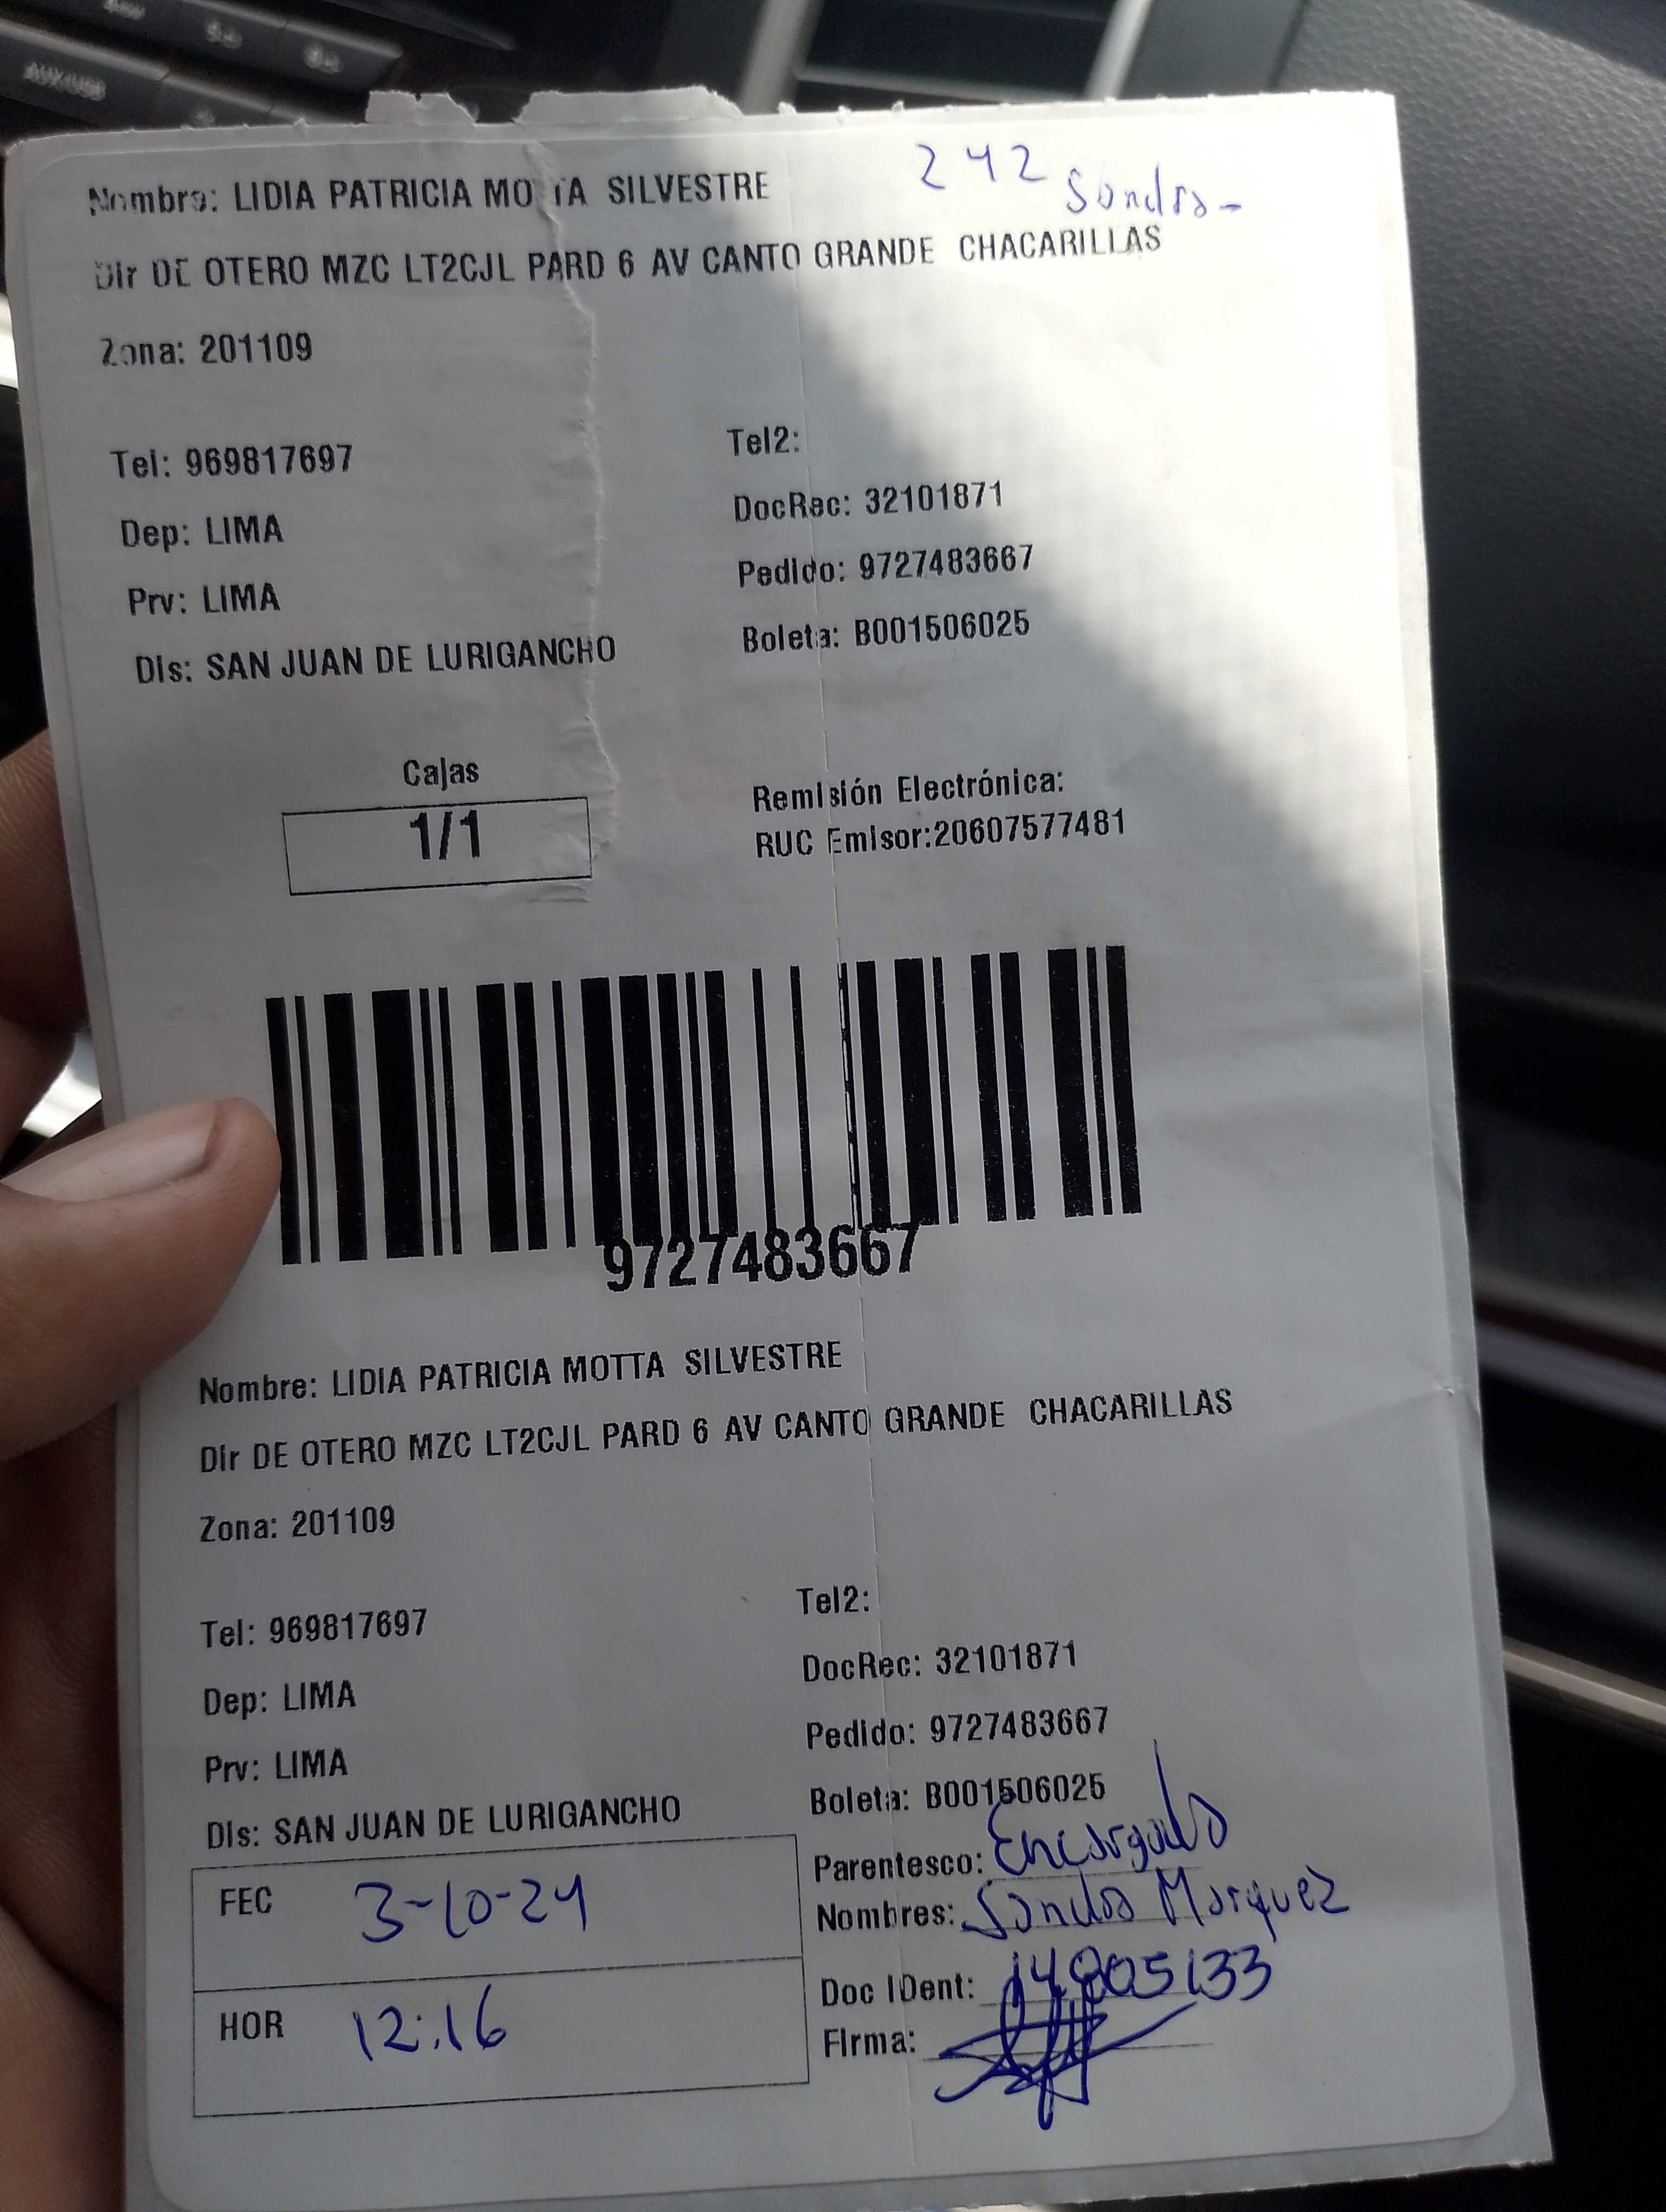 AUX/USB
242 Sandra-
Nombre: LIDIA PATRICIA MOTTA SILVESTRE
Dir DE OTERO MZC LT2CJL PARD 6 AV CANTO GRANDE CHACARILLAS
Zona: 201109
Tel: 969817697
Tel2:
Dep: LIMA
DocRec: 32101871
Prv: LIMA
Pedido: 9727483667
Dis: SAN JUAN DE LURIGANCHO
Boleta: B001506025
Cajas
1/1
Remisión Electrónica:
RUC Emisor:20607577481
9727483667
Nombre: LIDIA PATRICIA MOTTA SILVESTRE
Dir DE OTERO MZC LT2CJL PARD 6 AV CANTO GRANDE CHACARILLAS
Zona: 201109
Tel: 969817697
Tel2:
Dep: LIMA
DocRec: 32101871
Prv: LIMA
Pedido: 9727483667
Dis: SAN JUAN DE LURIGANCHO
Boleta: B001506025
FEC 3-10-24
HOR 12:16
Parentesco: Encargado
Nombres: Sandra Marquez
Doc IDent:
Firma: